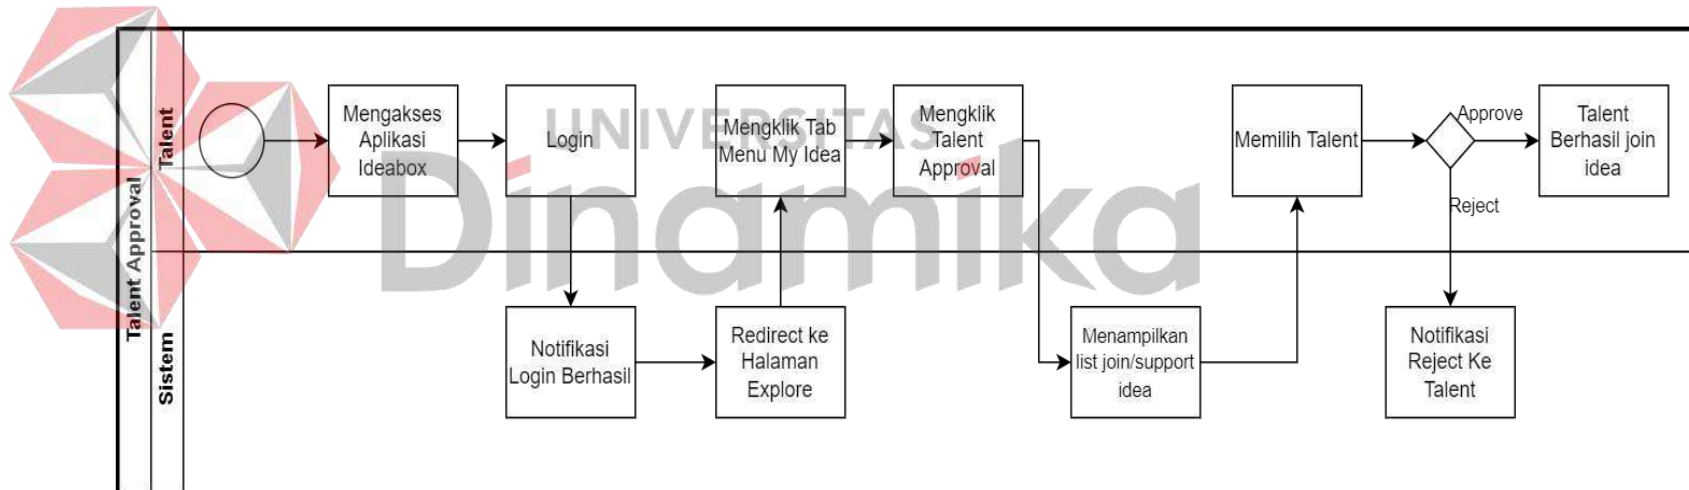 Talent Approval
Talent
Mengakses
Aplikasi
Ideabox
Login
Mengklik Tab
Menu My Idea
Mengklik
Talent
Approval
Memilih Talent
Approve
Reject
Talent
Berhasil join
idea
UNIVERSITAS
Dinamika
Sistem
Notifikasi
Login Berhasil
Redirect ke
Halaman
Explore
Menampilkan
list join/support
idea
Notifikasi
Reject Ke
Talent